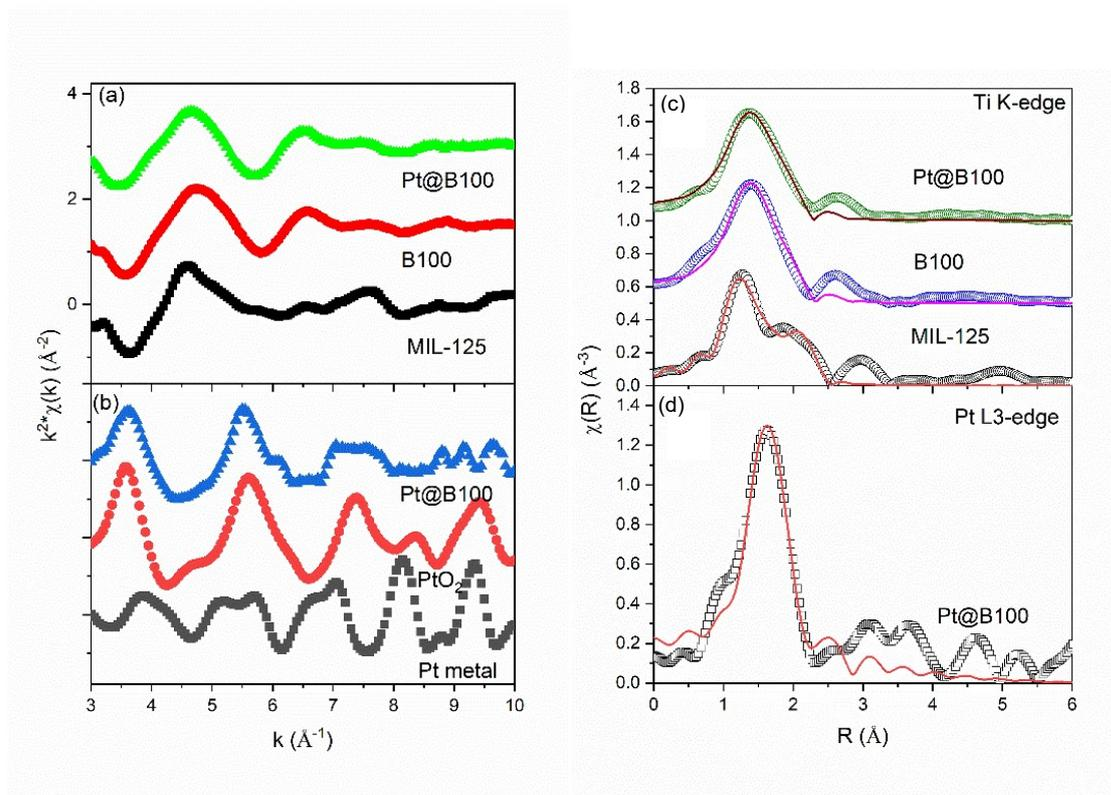 (a)
4
2
0
Pt@B100
B100
MIL-125
(b)
Pt@B100
PtO2
Pt metal
k2*χ(k) (Å-2)
3 4 5 6 7 8 9 10
k (Å-1)
(c)
Ti K-edge
1.8
1.6
1.4
1.2
1.0
0.8
0.6
0.4
0.2
0.0
Pt@B100
B100
MIL-125
χ(R) (Å-3)
(d)
Pt L3-edge
1.4
1.2
1.0
0.8
0.6
0.4
0.2
0.0
Pt@B100
0 1 2 3 4 5 6
R (Å)